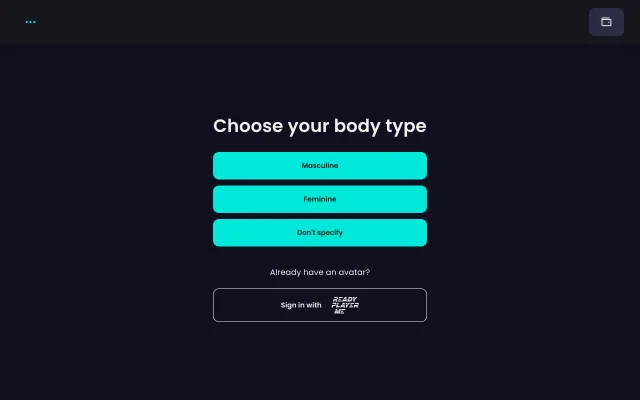 Choose your body type
Masculine
Feminine
Don't specify
Already have an avatar?
Sign in with
READY
PLAYER
ME